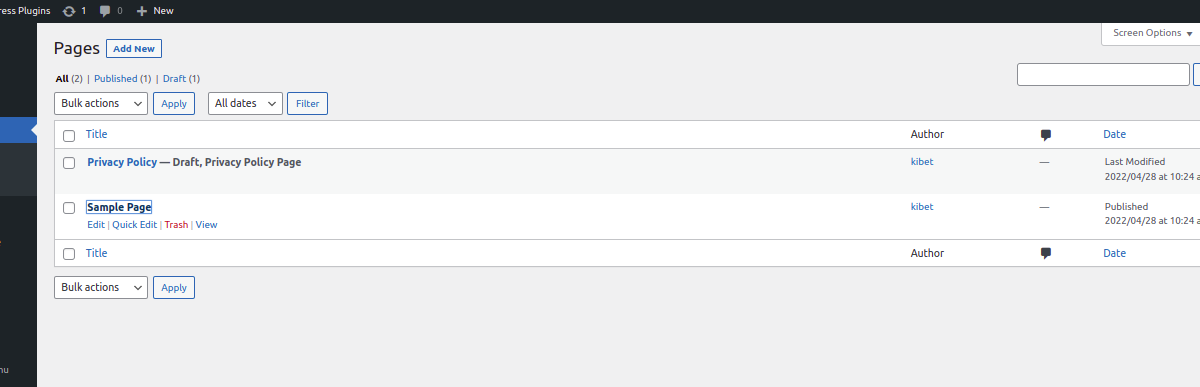 ress Plugins 1 0 New
Screen Options
Pages Add New
All (2) | Published (1) | Draft (1)
Bulk actions Apply All dates Filter
Title Author Date
Privacy Policy — Draft, Privacy Policy Page kibet — Last Modified
2022/04/28 at 10:24 a
Sample Page kibet — Published
Edit | Quick Edit | Trash | View 2022/04/28 at 10:24 a
Title Author Date
Bulk actions Apply
nu